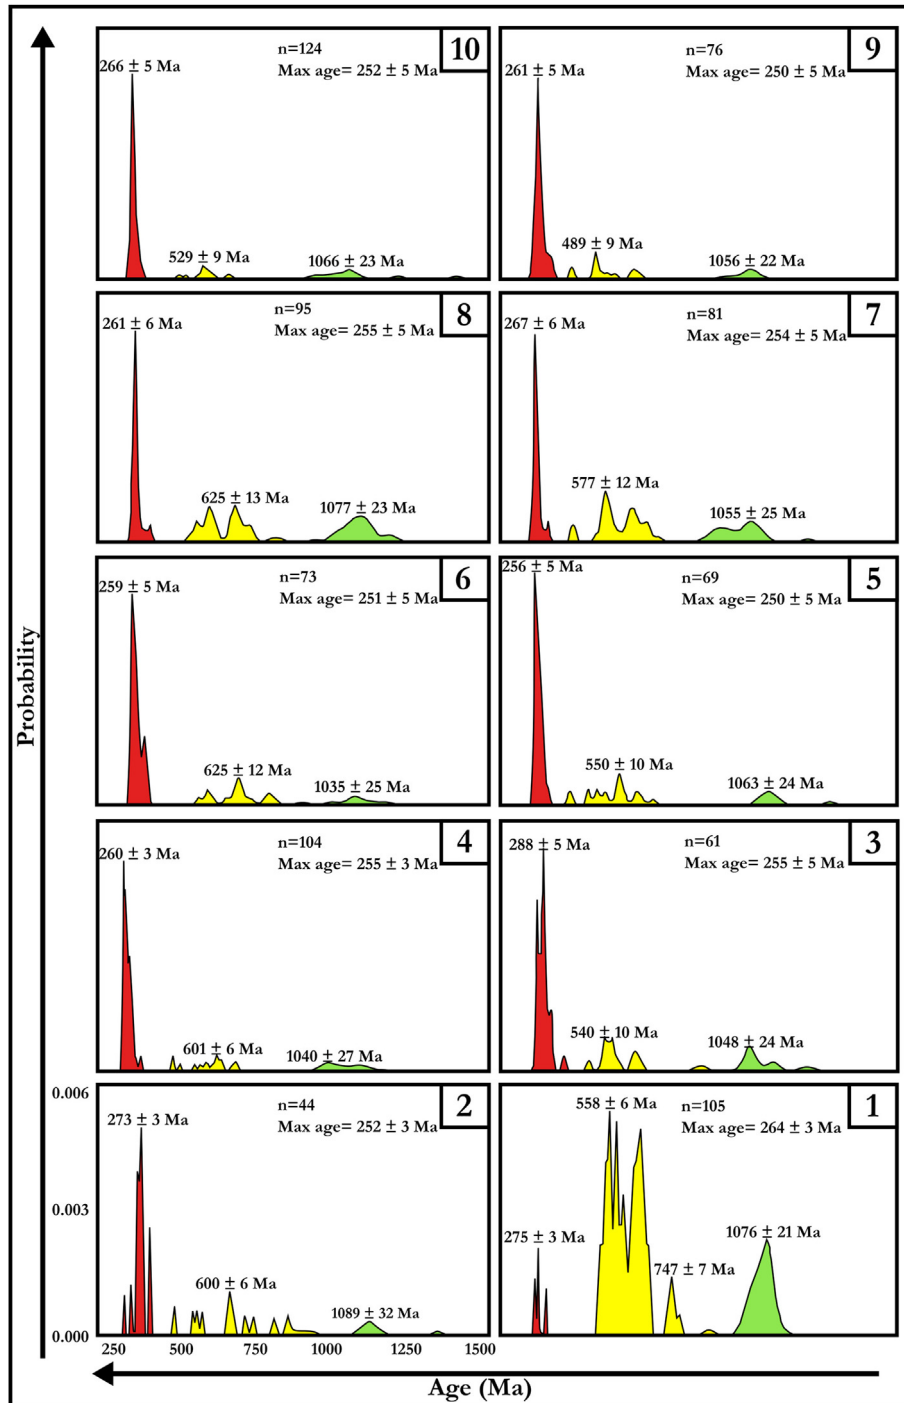 10
n=124
Max age= 252 ± 5 Ma
266 ± 5 Ma
529 ± 9 Ma
1066 ± 23 Ma
9
n=76
Max age= 250 ± 5 Ma
261 ± 5 Ma
489 ± 9 Ma
1056 ± 22 Ma
8
n=95
Max age= 255 ± 5 Ma
261 ± 6 Ma
625 ± 13 Ma
1077 ± 23 Ma
7
n=81
Max age= 254 ± 5 Ma
267 ± 6 Ma
577 ± 12 Ma
1055 ± 25 Ma
6
n=73
Max age= 251 ± 5 Ma
259 ± 5 Ma
625 ± 12 Ma
1035 ± 25 Ma
5
n=69
Max age= 250 ± 5 Ma
256 ± 5 Ma
550 ± 10 Ma
1063 ± 24 Ma
4
n=104
Max age= 255 ± 3 Ma
260 ± 3 Ma
601 ± 6 Ma
1040 ± 27 Ma
3
n=61
Max age= 255 ± 5 Ma
288 ± 5 Ma
540 ± 10 Ma
1048 ± 24 Ma
2
n=44
Max age= 252 ± 3 Ma
273 ± 3 Ma
600 ± 6 Ma
1089 ± 32 Ma
1
n=105
Max age= 264 ± 3 Ma
558 ± 6 Ma
275 ± 3 Ma
747 ± 7 Ma
1076 ± 21 Ma
Probability
0.006
0.003
0.000
250 500 750 1000 1250 1500
Age (Ma)